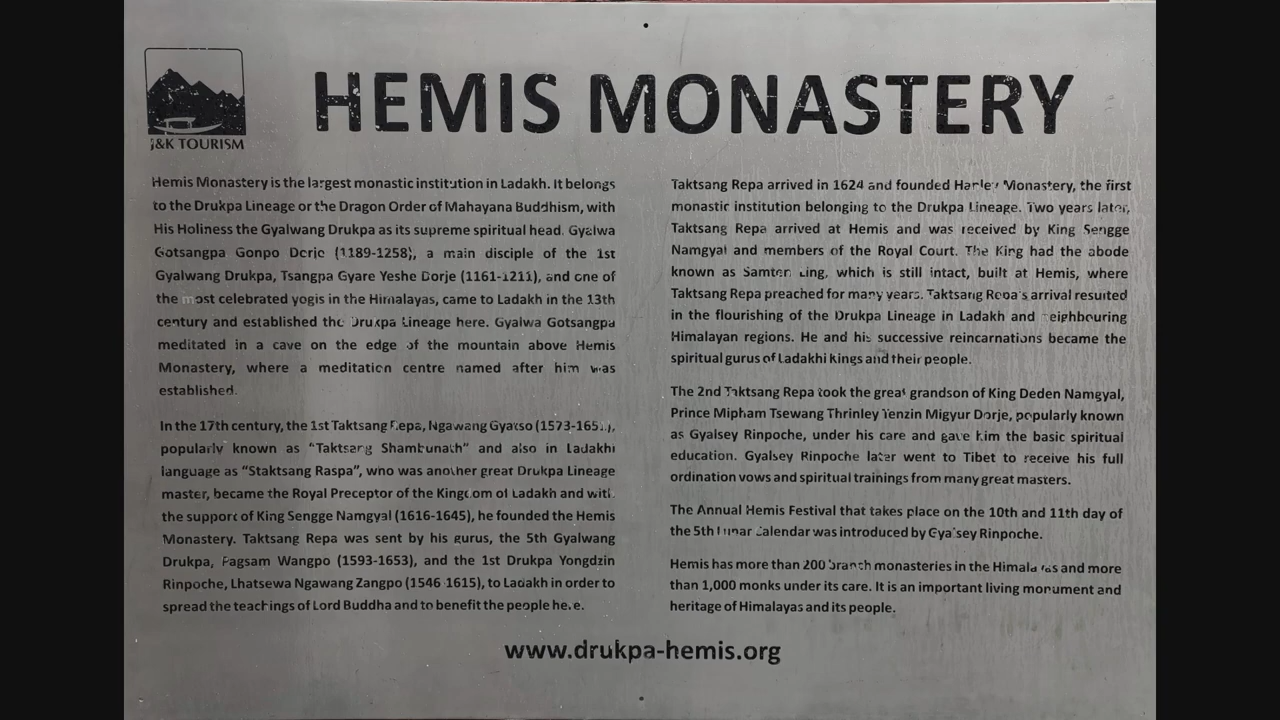 HEMIS MONASTERY
J&K TOURISM
Hemis Monastery is the largest monastic institution in Ladakh. It belongs
to the Drukpa Lineage or the Dragon Order of Mahayana Buddhism, with
His Holiness the Gyalwang Drukpa as its supreme spiritual head. Gyalwa
Gotsangpa Gonpo Dorje (1189-1258), a main disciple of the 1st
Gyalwang Drukpa, Tsangpa Gyare Yeshe Dorje (1161-1211), and one of
the most celebrated yogis in the Himalayas, came to Ladakh in the 13th
century and established the Drukpa Lineage here. Gyalwa Gotsangpa
meditated in a cave on the edge of the mountain above Hemis
Monastery, where a meditation centre named after him was
established.
In the 17th century, the 1st Taktsang Repa, Ngawang Gyatso
popularly known as "Taktsang Shambunath" and also in Ladakhi
language as "Staktsang Raspa", who was another great Drukpa Lineage
master, became the Royal Preceptor of the Kingdom of Ladakh and with
the support of King Sengge Namgyal (1616-1645), he founded the Hemis
Monastery. Taktsang Repa was sent by his gurus, the 5th Gyalwang
Drukpa, Pagsam Wangpo (1593-1653), and the 1st Drukpa Yongdzin
Rinpoche, Lhatsewa Ngawang Zangpo (1546-1615), to Ladakh in order to
spread the teachings of Lord Buddha and to benefit the people here.
Taktsang Repa arrived in 1624 and founded Hanley Monastery, the first
monastic institution belonging to the Drukpa Lineage. Two years later,
Taktsang Repa arrived at Hemis and was received by King Sengge
Namgyal and members of the Royal Court. The King had the abode
known as Samten Ling, which is still intact, built at Hemis, where
Taktsang Repa preached for many years. Taktsang Repa's arrival resulted
in the flourishing of the Drukpa Lineage in Ladakh and neighbouring
Himalayan regions. He and his successive reincarnations became the
spiritual gurus of Ladakhi kings and their people.
The 2nd Taktsang Repa took the great grandson of King Deden Namgyal,
Prince Mipham Tsewang Thrinley Tenzin Migyur Dorje, popularly known
as Gyalsey Rinpoche, under his care and gave him the basic spiritual
education. Gyalsey Rinpoche later went to Tibet to receive his full
ordination vows and spiritual trainings from many great masters.
The Annual Hemis Festival that takes place on the 10th and 11th day of
the 5th Lunar Calendar was introduced by Gyalsey Rinpoche.
Hemis has more than 200 branch monasteries in the Himalayas and more
than 1,000 monks under its care. It is an important living monument and
heritage of Himalayas and its people.
www.drukpa-hemis.org